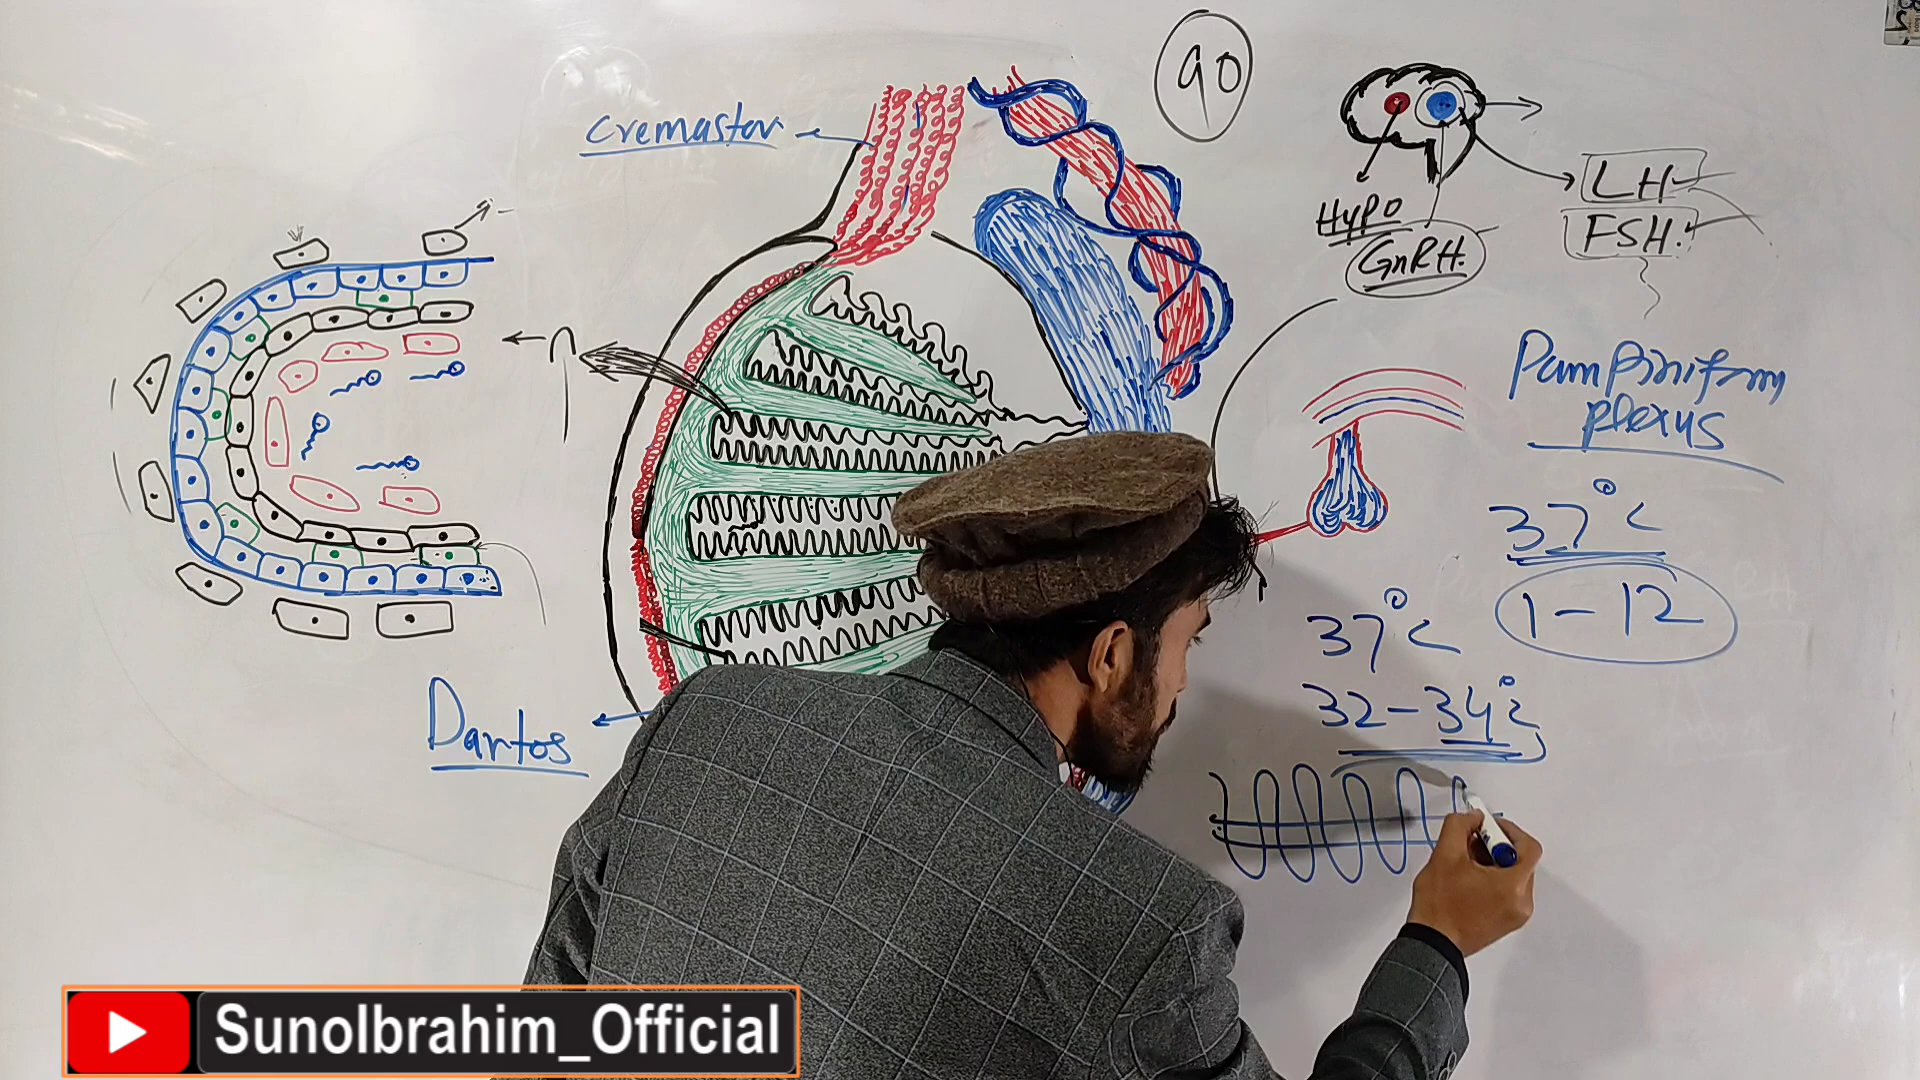 90
Cremaster
LH
FSH.
Hypo
GnRH.
Pampiniform
plexus
37°C
1-12
37°C
32-34°C
Dartos
SunoIbrahim_Official